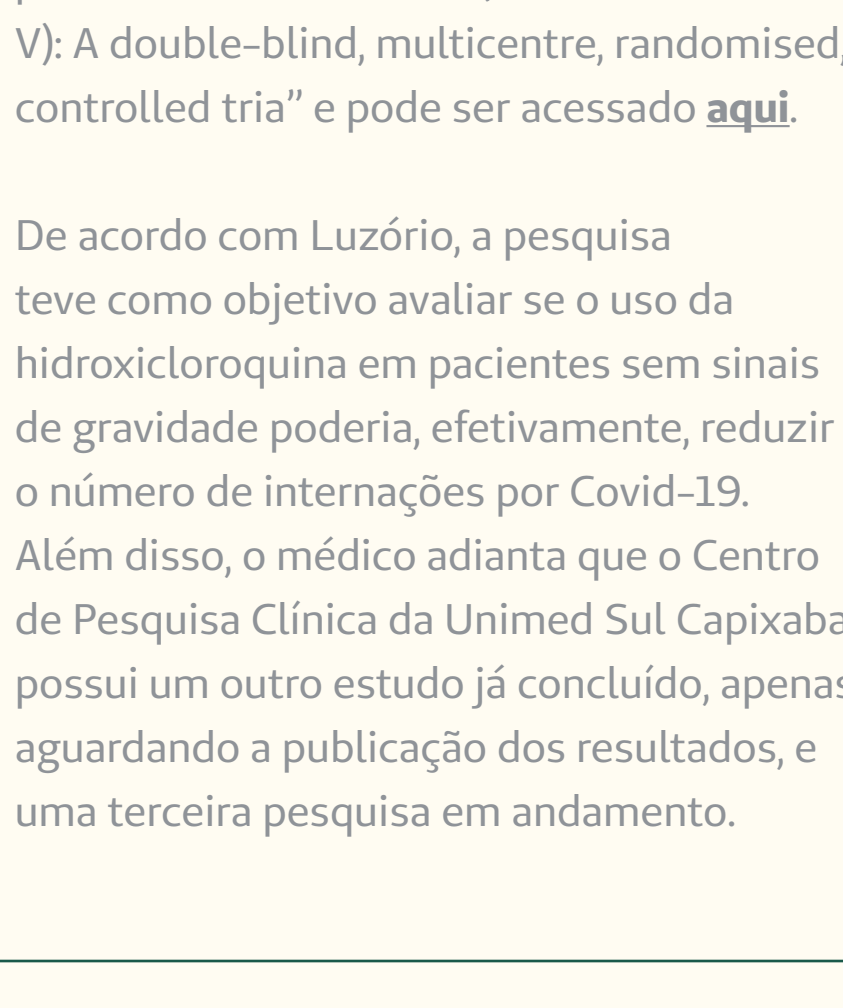 V): A double-blind, multicentre, randomised,
controlled tria” e pode ser acessado aqui.
De acordo com Luzório, a pesquisa
teve como objetivo avaliar se o uso da
hidroxicloroquina em pacientes sem sinais
de gravidade poderia, efetivamente, reduzir
o número de internações por Covid-19.
Além disso, o médico adianta que o Centro
de Pesquisa Clínica da Unimed Sul Capixaba
possui um outro estudo já concluído, apenas
aguardando a publicação dos resultados, e
uma terceira pesquisa em andamento.